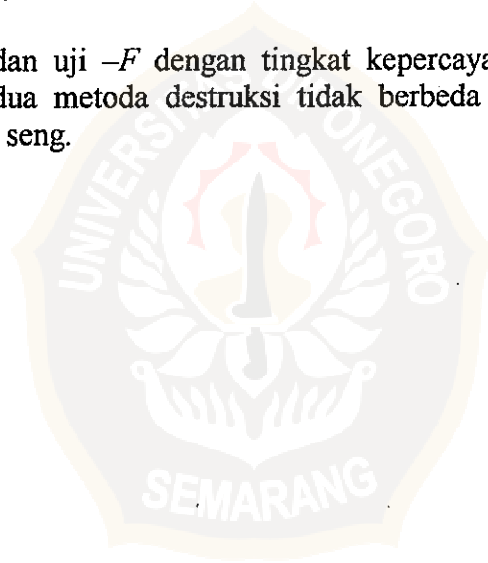 dan uji –F dengan tingkat kepercaya
dua metoda destruksi tidak berbeda
seng.
UNIVERSITAS DIPONEGORO
SEMARANG